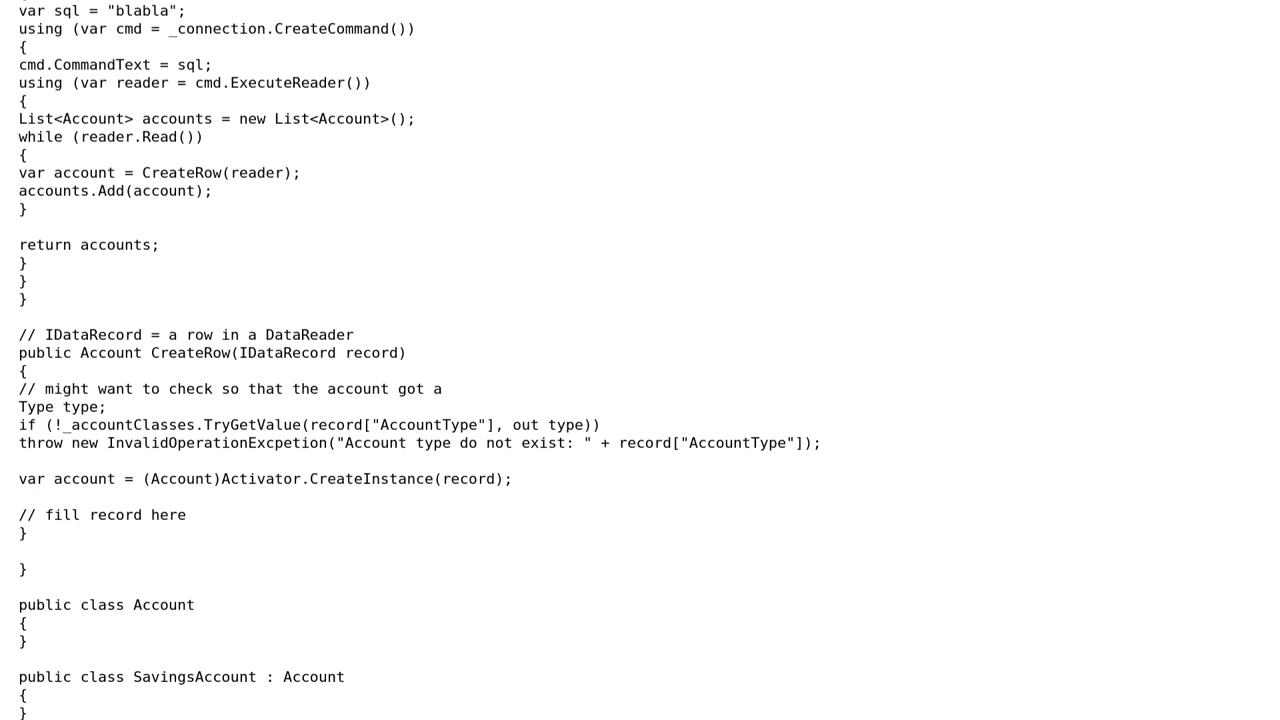 var sql = "blabla";
using (var cmd = _connection.CreateCommand())
{
cmd.CommandText = sql;
using (var reader = cmd.ExecuteReader())
{
List<Account> accounts = new List<Account>();
while (reader.Read())
{
var account = CreateRow(reader);
accounts.Add(account);
}

return accounts;
}
}
}

// IDataRecord = a row in a DataReader
public Account CreateRow(IDataRecord record)
{
// might want to check so that the account got a
Type type;
if (!_accountClasses.TryGetValue(record["AccountType"], out type))
throw new InvalidOperationExcpetion("Account type do not exist: " + record["AccountType"]);

var account = (Account)Activator.CreateInstance(record);

// fill record here
}

}

public class Account
{
}

public class SavingsAccount : Account
{
}